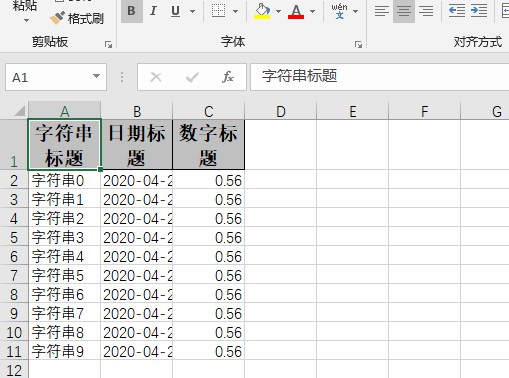 粘贴
格式刷
B I U A wén
剪贴板 字体 对齐方式
A1 fx 字符串标题
A B C D E F G
1 字符串标题 日期标题 数字标题
2 字符串0 2020-04-2 0.56
3 字符串1 2020-04-2 0.56
4 字符串2 2020-04-2 0.56
5 字符串3 2020-04-2 0.56
6 字符串4 2020-04-2 0.56
7 字符串5 2020-04-2 0.56
8 字符串6 2020-04-2 0.56
9 字符串7 2020-04-2 0.56
10 字符串8 2020-04-2 0.56
11 字符串9 2020-04-2 0.56
12